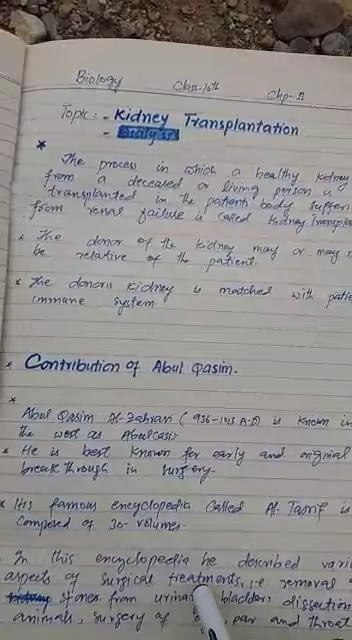 Biology Class-10th Chp-11
Topic:- Kidney Transplantation
- 
*
The process in which a healthy kidney
from a deceased or living person is
transplanted in the patient body suffer
from renal failure is called Kidney Transpla
The donor of the kidney may or may n
be relative of the patient.
* The donors kidney is matched with patie
immune system.
* Contribution of Abul Qasim.
*
Abul Qasim Al-Zahravi (936-1013 A.D) is known in
the west as Abulcasis
* He is best known for early and original
break through in surgery.
* His famous encyclopedia called Al-Tasrif is
composed of 30-volumes.
In this encyclopedia he described vari
aspects of surgical treatments, i.e removal
stones from urina bladder, dissection
animals, surgery of ear and throat